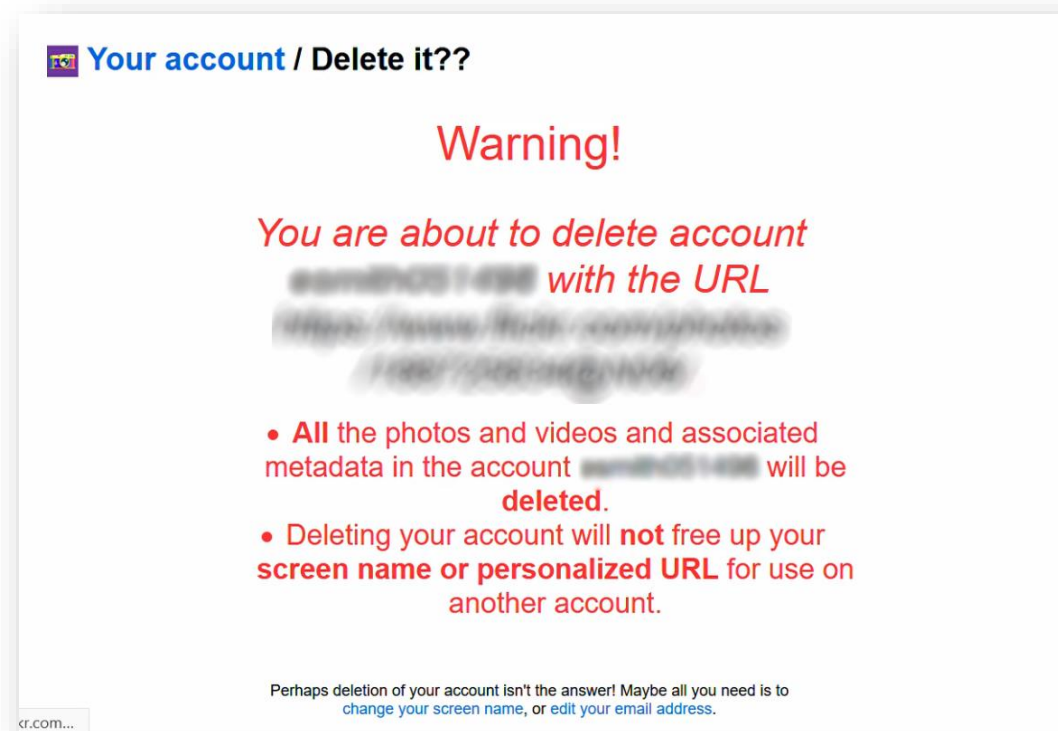 Your account / Delete it??
Warning!
You are about to delete account
with the URL
• All the photos and videos and associated
metadata in the account will be
deleted.
• Deleting your account will not free up your
screen name or personalized URL for use on
another account.
Perhaps deletion of your account isn't the answer! Maybe all you need is to
change your screen name, or edit your email address.
kr.com...